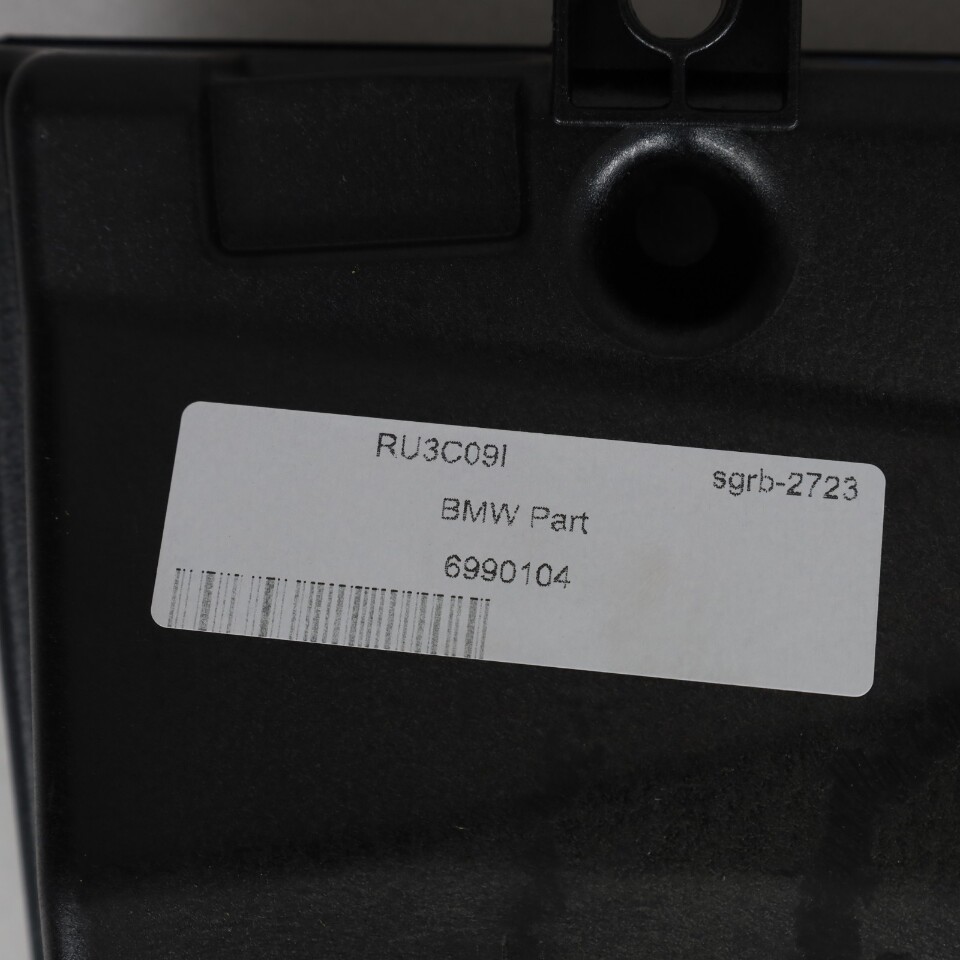 RU3C09I
sgrb-2723
BMW Part
6990104